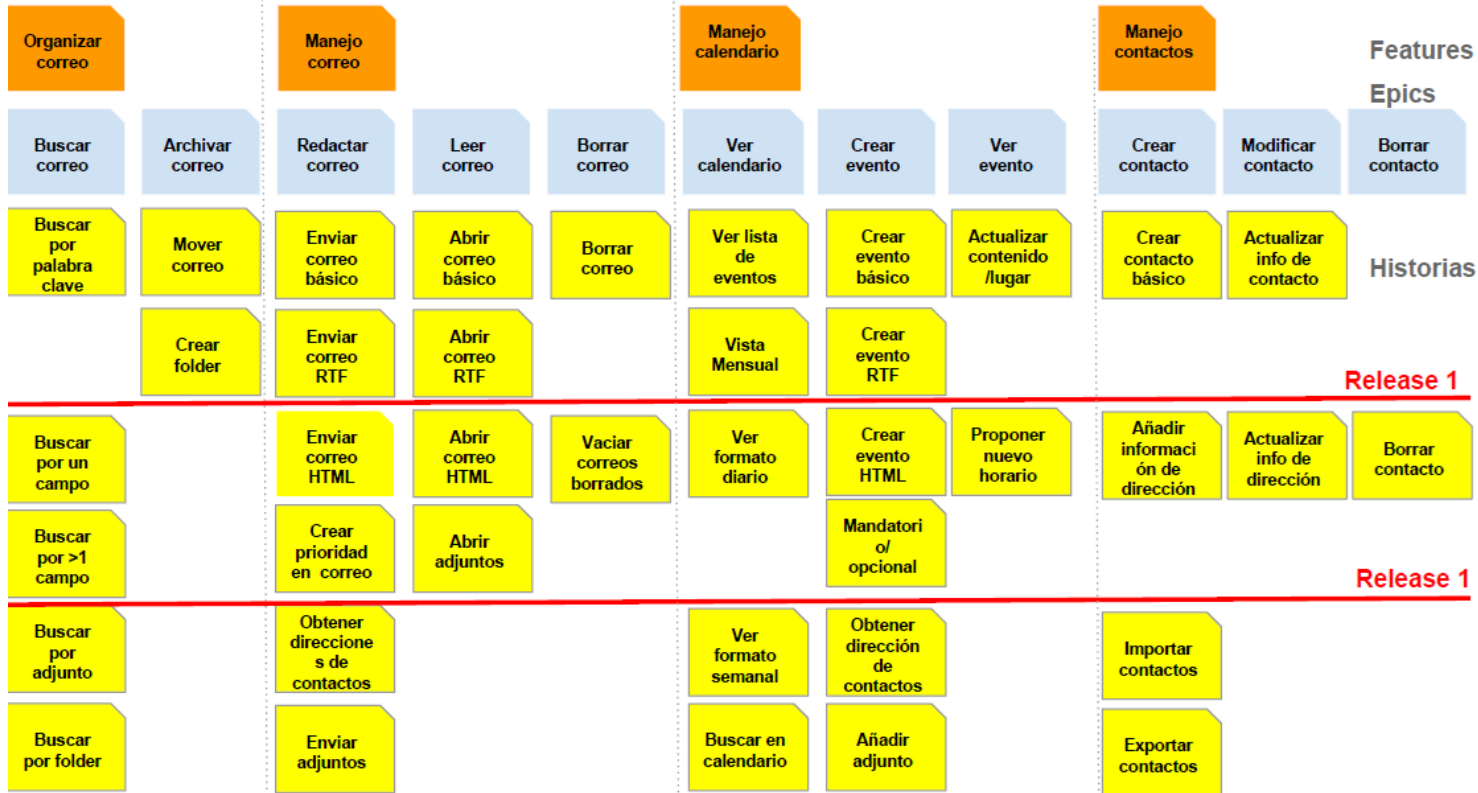 Organizar
correo
Manejo
correo
Manejo
calendario
Manejo
contactos
Features
Epics
Buscar
correo
Archivar
correo
Redactar
correo
Leer
correo
Borrar
correo
Ver
calendario
Crear
evento
Ver
evento
Crear
contacto
Modificar
contacto
Borrar
contacto
Buscar
por
palabra
clave
Mover
correo
Enviar
correo
básico
Abrir
correo
básico
Borrar
correo
Ver lista
de
eventos
Crear
evento
básico
Actualizar
contenido
/lugar
Crear
contacto
básico
Actualizar
info de
contacto
Historias
Crear
folder
Enviar
correo
RTF
Abrir
correo
RTF
Vista
Mensual
Crear
evento
RTF
Release 1
Buscar
por un
campo
Enviar
correo
HTML
Abrir
correo
HTML
Vaciar
correos
borrados
Ver
formato
diario
Crear
evento
HTML
Proponer
nuevo
horario
Añadir
informaci
ón de
dirección
Actualizar
info de
dirección
Borrar
contacto
Buscar
por >1
campo
Crear
prioridad
en correo
Abrir
adjuntos
Mandatori
o/
opcional
Release 1
Buscar
por
adjunto
Obtener
direccione
s de
contactos
Ver
formato
semanal
Obtener
dirección
de
contactos
Importar
contactos
Buscar
por folder
Enviar
adjuntos
Buscar en
calendario
Añadir
adjunto
Exportar
contactos